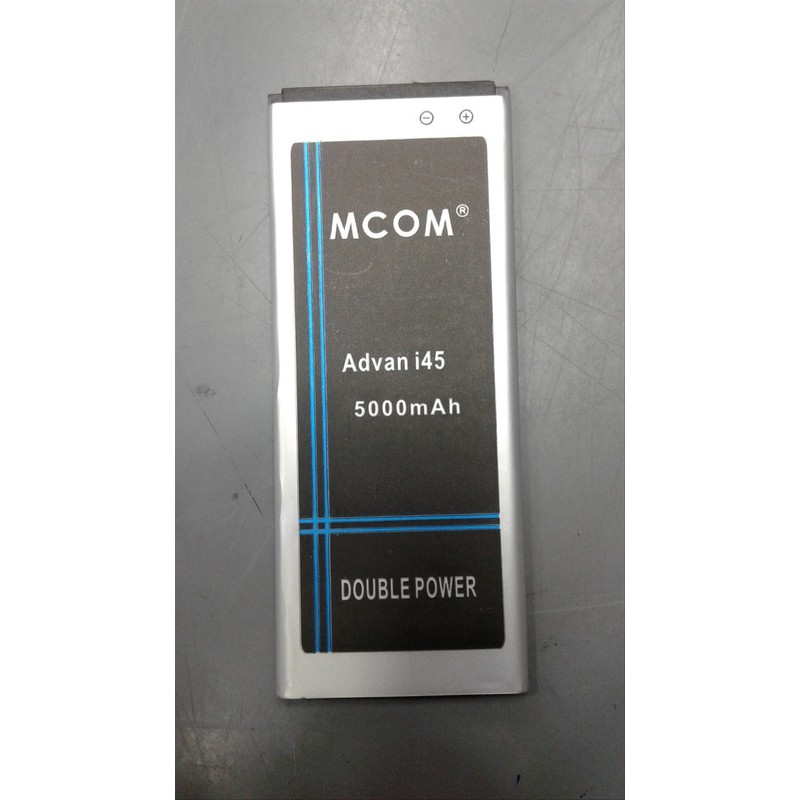 ⊖ ⊕
MCOM®
Advan i45
5000mAh
DOUBLE POWER